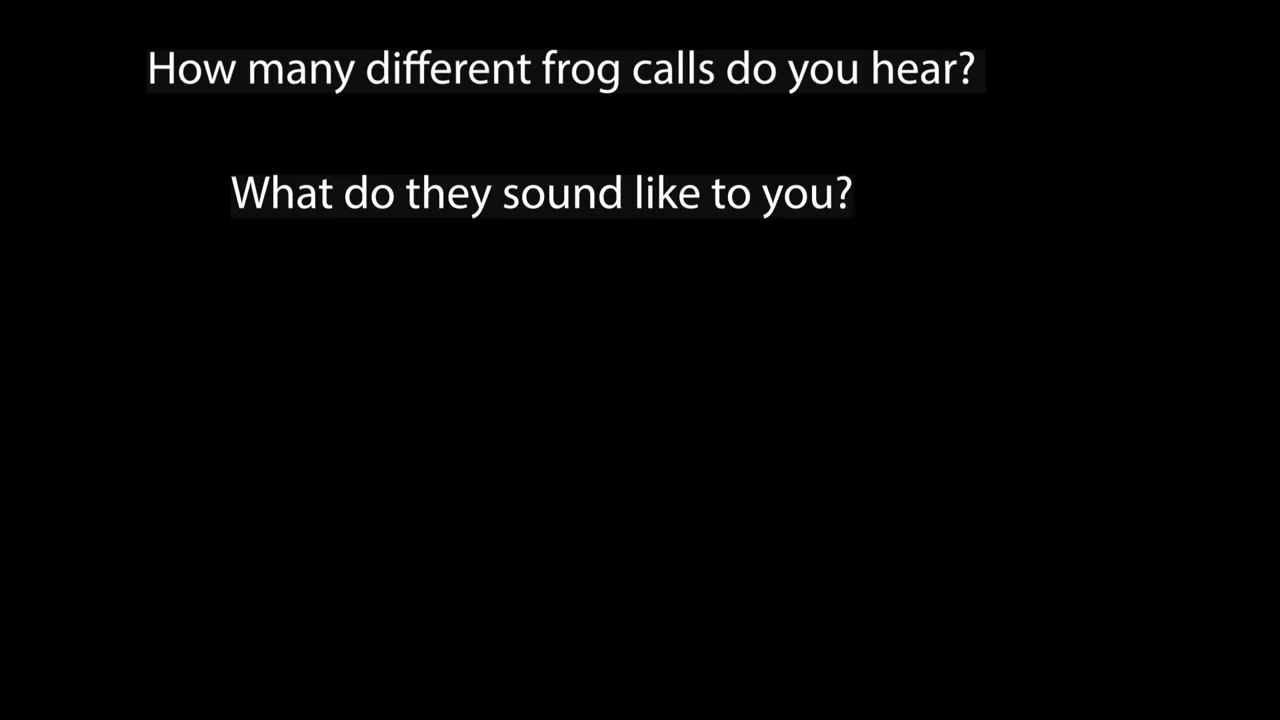 How many different frog calls do you hear?
What do they sound like to you?